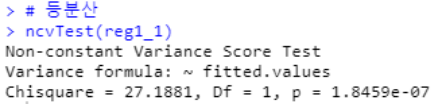 > # 등분산
> ncvTest(reg1_1)
Non-constant Variance Score Test
Variance formula: ~ fitted.values
Chisquare = 27.1881, Df = 1, p = 1.8459e-07